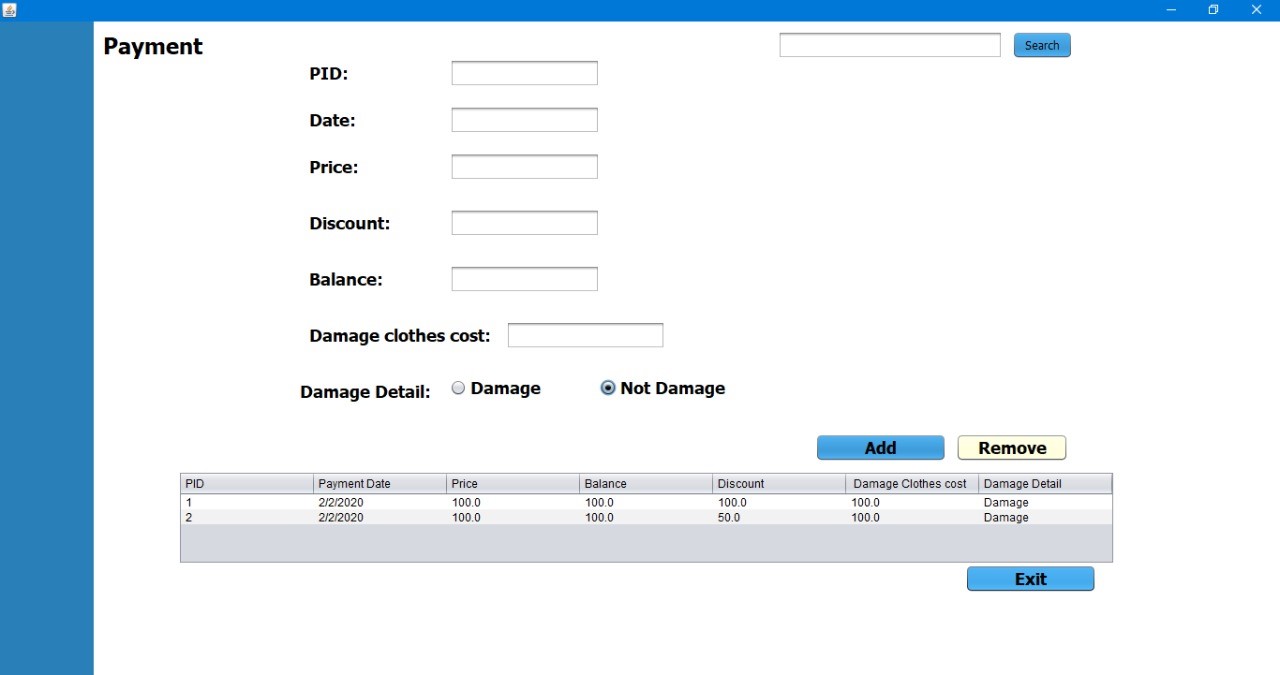 Payment
Search
PID:
Date:
Price:
Discount:
Balance:
Damage clothes cost:
Damage Detail: Damage Not Damage
Add Remove
PID Payment Date Price Balance Discount Damage Clothes cost Damage Detail
1 2/2/2020 100.0 100.0 100.0 100.0 Damage
2 2/2/2020 100.0 100.0 50.0 100.0 Damage
Exit